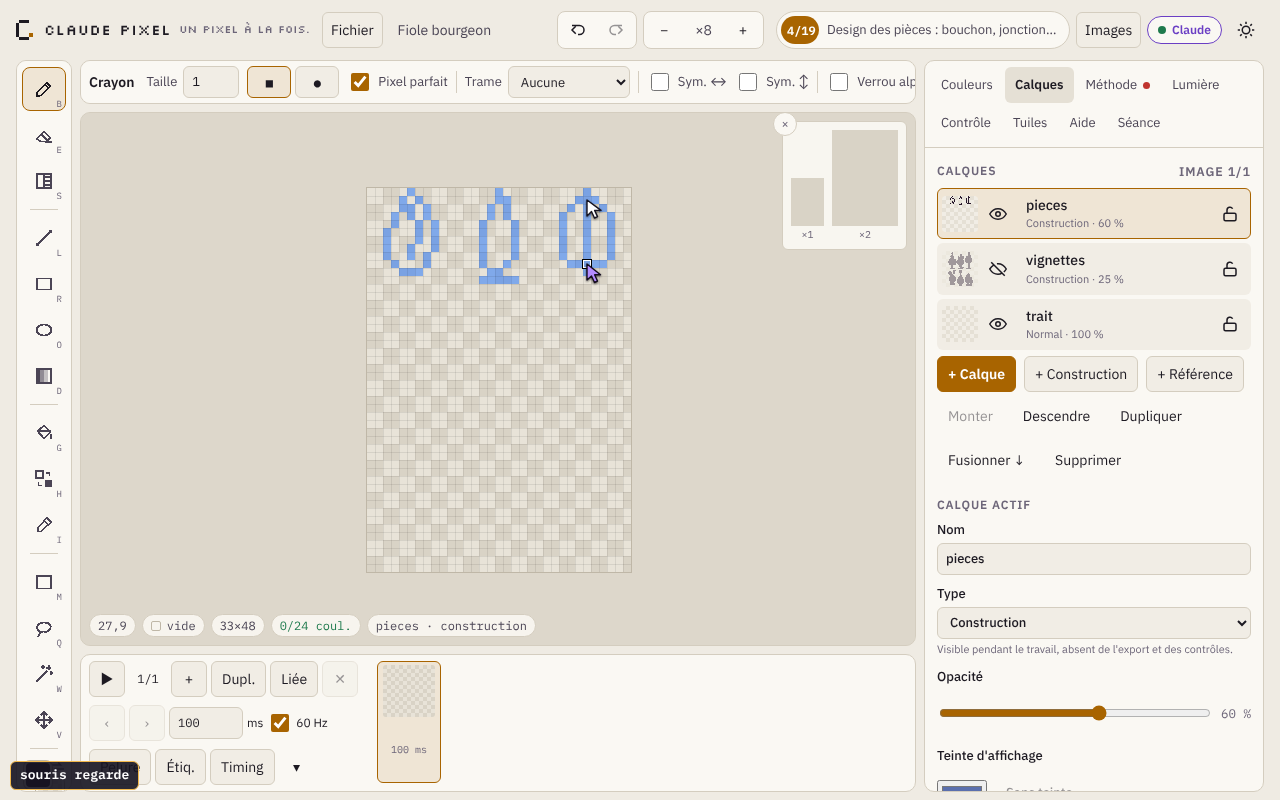 CLAUDE PIXEL UN PIXEL À LA FOIS. Fichier Fiole bourgeon − ×8 + 4/19 Design des pièces : bouchon, jonction… Images Claude
Crayon Taille 1 ■ ● Pixel parfait Trame Aucune Sym. ↔ Sym. ↕ Verrou alp
B
E
S
L
R
O
D
G
H
I
M
Q
W
V
×
×1 ×2
27,9 vide 33×48 0/24 coul. pieces · construction
1/1 + Dupl. Liée ✕
‹ › 100 ms 60 Hz
Étiq. Timing ▼
100 ms
souris regarde
Couleurs Calques Méthode Lumière
Contrôle Tuiles Aide Séance
CALQUES IMAGE 1/1
pieces
Construction · 60 %
vignettes
Construction · 25 %
trait
Normal · 100 %
+ Calque + Construction + Référence
Monter Descendre Dupliquer
Fusionner ↓ Supprimer
CALQUE ACTIF
Nom
pieces
Type
Construction
Visible pendant le travail, absent de l'export et des contrôles.
Opacité
60 %
Teinte d'affichage